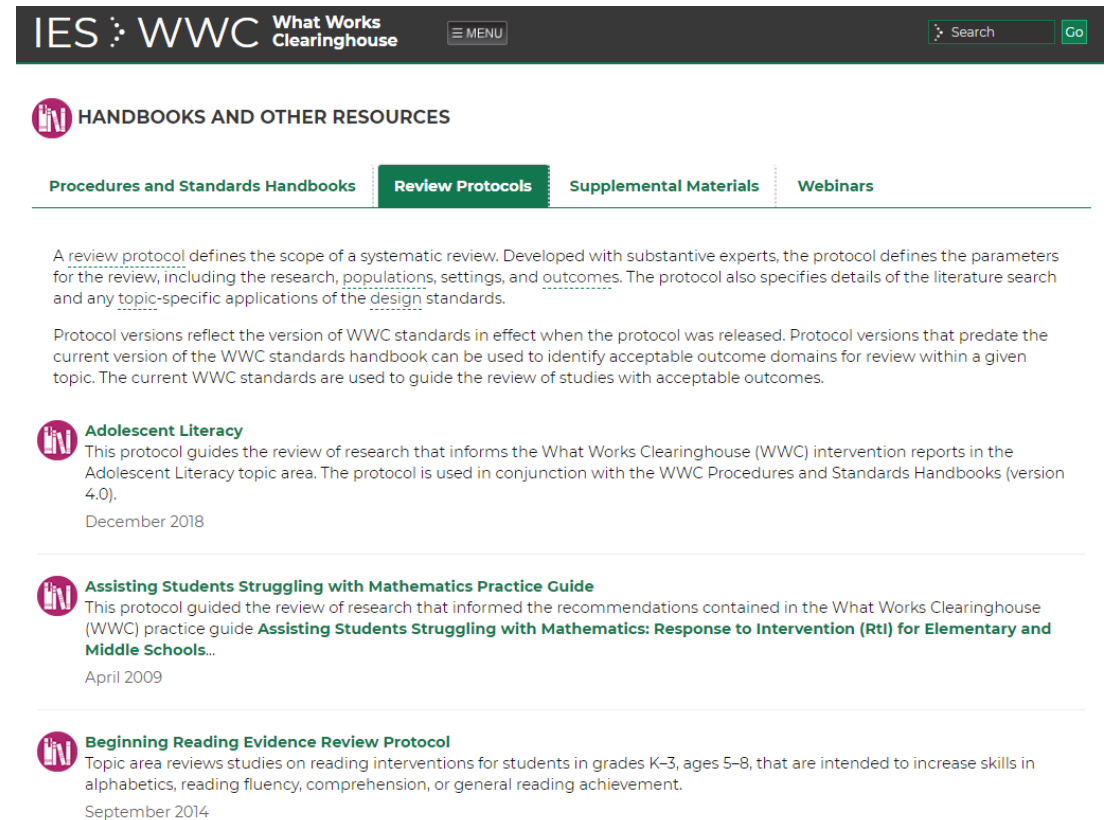 IES WWC What Works Clearinghouse
MENU
Search
Go
HANDBOOKS AND OTHER RESOURCES
Procedures and Standards Handbooks
Review Protocols
Supplemental Materials
Webinars
A review protocol defines the scope of a systematic review. Developed with substantive experts, the protocol defines the parameters
for the review, including the research, populations, settings, and outcomes. The protocol also specifies details of the literature search
and any topic-specific applications of the design standards.
Protocol versions reflect the version of WWC standards in effect when the protocol was released. Protocol versions that predate the
current version of the WWC standards handbook can be used to identify acceptable outcome domains for review within a given
topic. The current WWC standards are used to guide the review of studies with acceptable outcomes.
Adolescent Literacy
This protocol guides the review of research that informs the What Works Clearinghouse (WWC) intervention reports in the
Adolescent Literacy topic area. The protocol is used in conjunction with the WWC Procedures and Standards Handbooks (version
4.0).
December 2018
Assisting Students Struggling with Mathematics Practice Guide
This protocol guided the review of research that informed the recommendations contained in the What Works Clearinghouse
(WWC) practice guide Assisting Students Struggling with Mathematics: Response to Intervention (RtI) for Elementary and
Middle Schools...
April 2009
Beginning Reading Evidence Review Protocol
Topic area reviews studies on reading interventions for students in grades K–3, ages 5–8, that are intended to increase skills in
alphabetics, reading fluency, comprehension, or general reading achievement.
September 2014